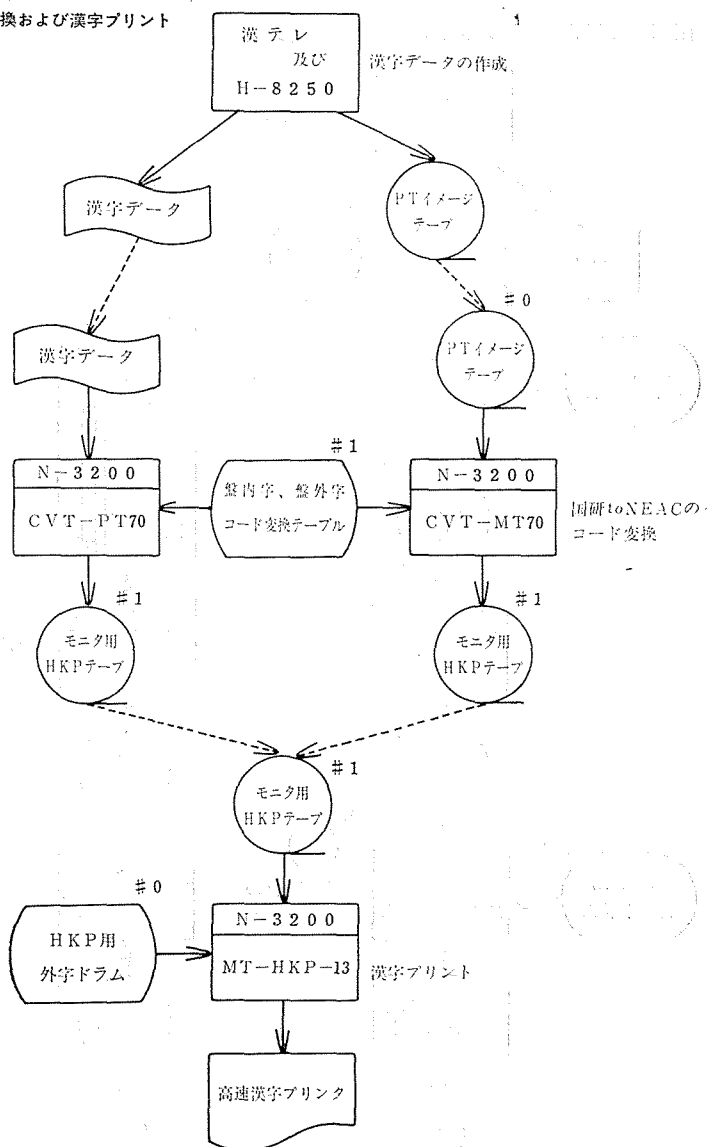 換および漢字プリント
漢テレ
及び
H-8250
漢字データの作成
漢字データ
PTイメージ
テープ
#0
漢字データ
PTイメージ
テープ
#1
N-3200
CVT-PT70
盤内字、盤外字
コード変換テーブル
N-3200
CVT-MT70
国研toNEACの
コード変換
#1
モニタ用
HKPテープ
#1
モニタ用
HKPテープ
#1
モニタ用
HKPテープ
#0
HKP用
外字ドラム
N-3200
MT-HKP-13
漢字プリント
高速漢字プリンタ